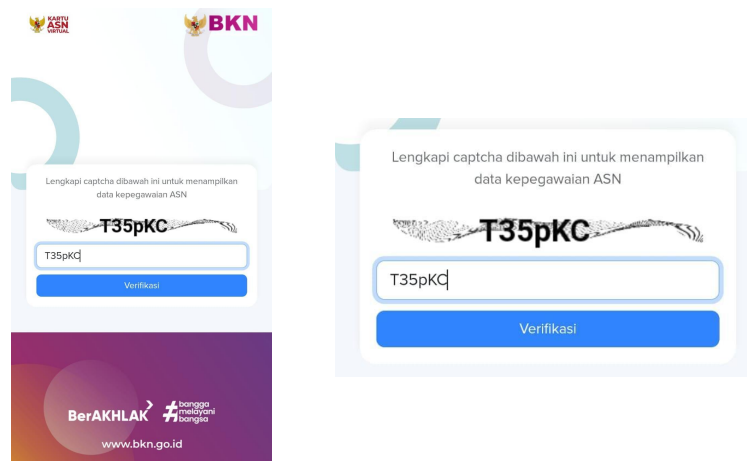 KARTU
ASN
VIRTUAL
BKN
Lengkapi captcha dibawah ini untuk menampilkan
data kepegawaian ASN
T35pKC
T35pKC
Verifikasi
BerAKHLAK
#bangga
melayani
bangsa
www.bkn.go.id
Lengkapi captcha dibawah ini untuk menampilkan
data kepegawaian ASN
T35pKC
T35pKC
Verifikasi